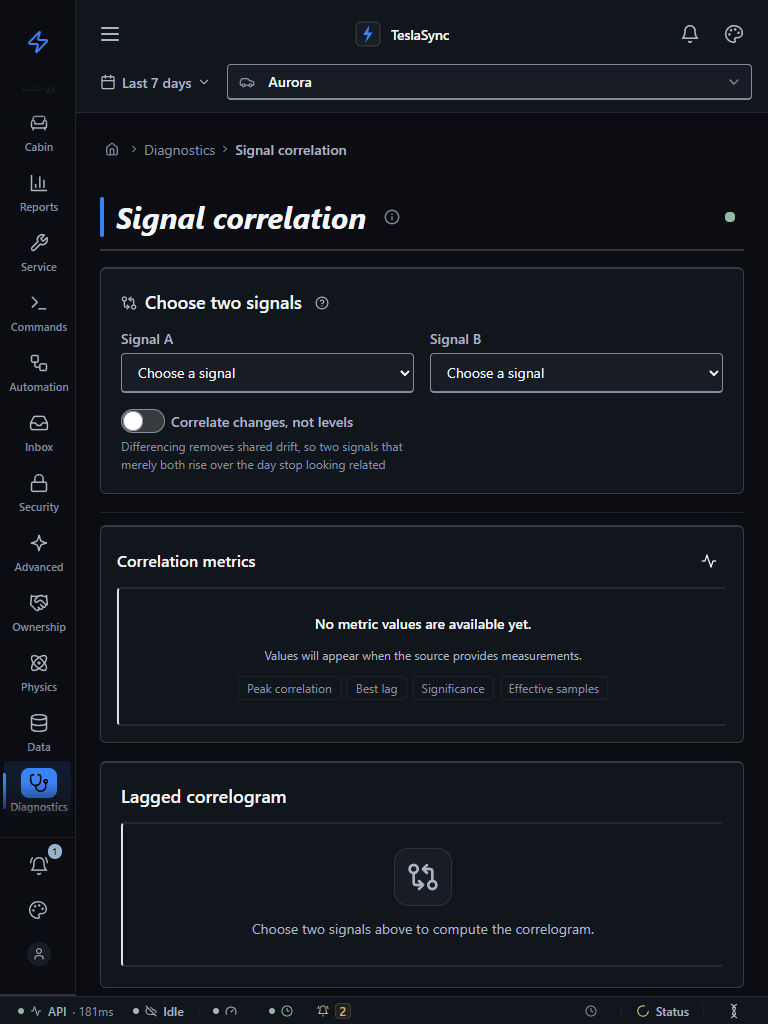 TeslaSync
Last 7 days
Aurora
Cabin
Reports
Service
Commands
Automation
Inbox
Security
Advanced
Ownership
Physics
Data
Diagnostics
1
Diagnostics
Signal correlation
Signal correlation
Choose two signals
Signal A
Signal B
Choose a signal
Choose a signal
Correlate changes, not levels
Differencing removes shared drift, so two signals that
merely both rise over the day stop looking related
Correlation metrics
No metric values are available yet.
Values will appear when the source provides measurements.
Peak correlation
Best lag
Significance
Effective samples
Lagged correlogram
Choose two signals above to compute the correlogram.
API · 181ms
Idle
2
Status